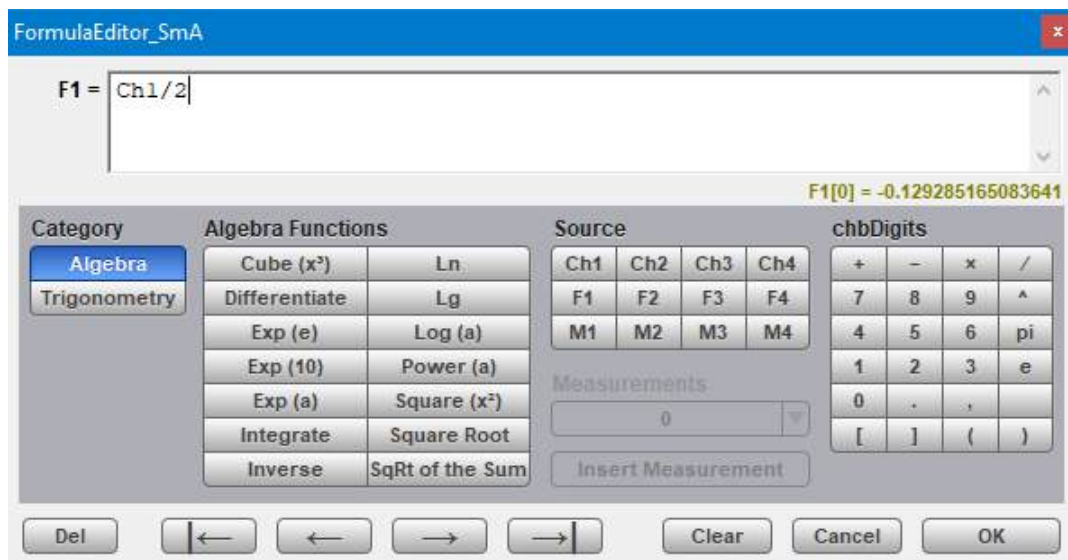 FormulaEditor_SmA
x
F1 = Ch1/2
F1[0] = -0.129285165083641
Category Algebra Functions Source chbDigits
Algebra Cube (x³) Ln Ch1 Ch2 Ch3 Ch4 + − × /
Trigonometry Differentiate Lg F1 F2 F3 F4 7 8 9 ^
Exp (e) Log (a) M1 M2 M3 M4 4 5 6 pi
Exp (10) Power (a) 1 2 3 e
Measurements
Exp (a) Square (x²) 0 0 . ,
Integrate Square Root [ ] ( )
Inverse SqRt of the Sum Insert Measurement
Del |← ← → →| Clear Cancel OK